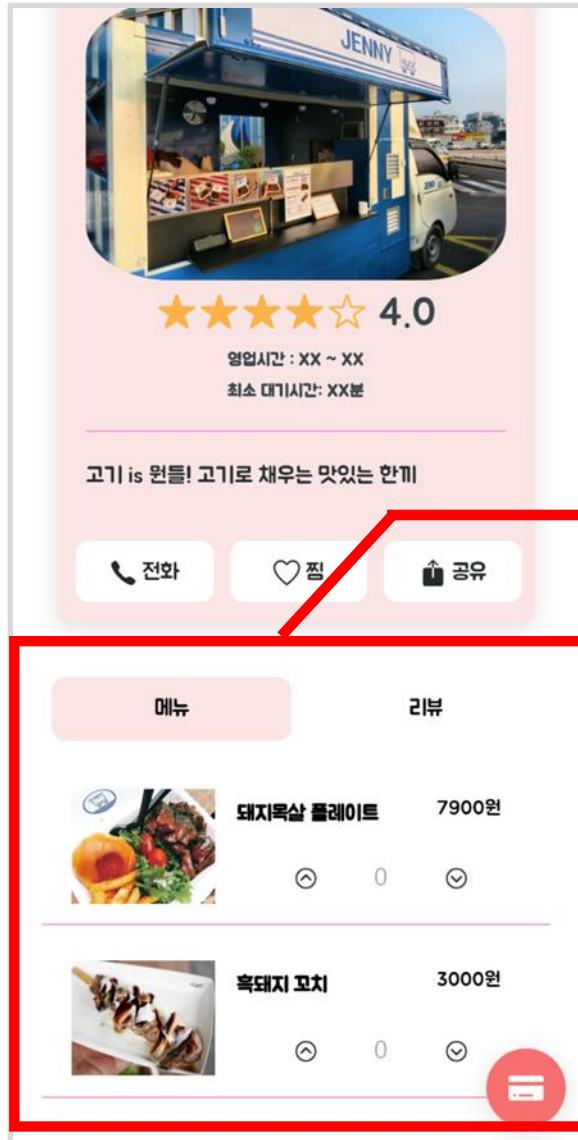 JENNY
TRUCK
4.0
영업시간 : XX ~ XX
최소 대기시간: XX분
고기 is 뭔들! 고기로 채우는 맛있는 한끼
전화
찜
공유
메뉴
리뷰
돼지목살 플레이트
7900원
0
흑돼지 꼬치
3000원
0